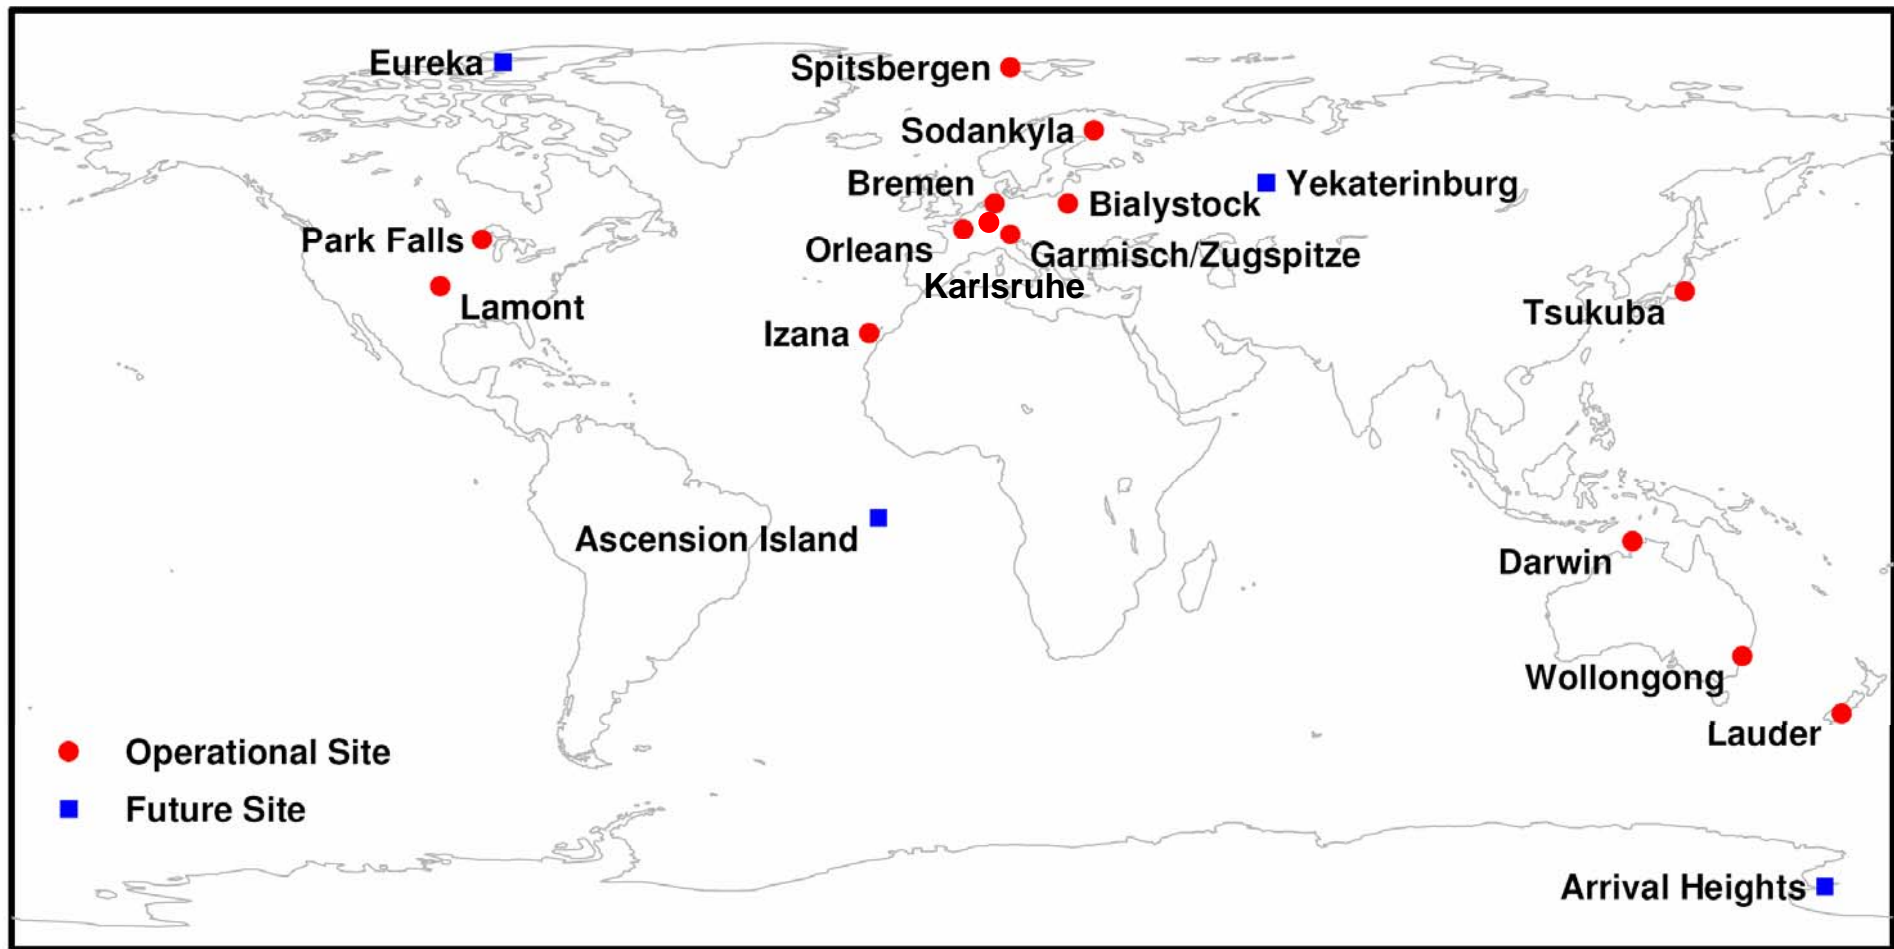 Eureka
Spitsbergen
Sodankyla
Bremen
Yekaterinburg
Bialystock
Park Falls
Orleans
Garmisch/Zugspitze
Karlsruhe
Lamont
Tsukuba
Izana
Ascension Island
Darwin
Wollongong
Lauder
Operational Site
Future Site
Arrival Heights